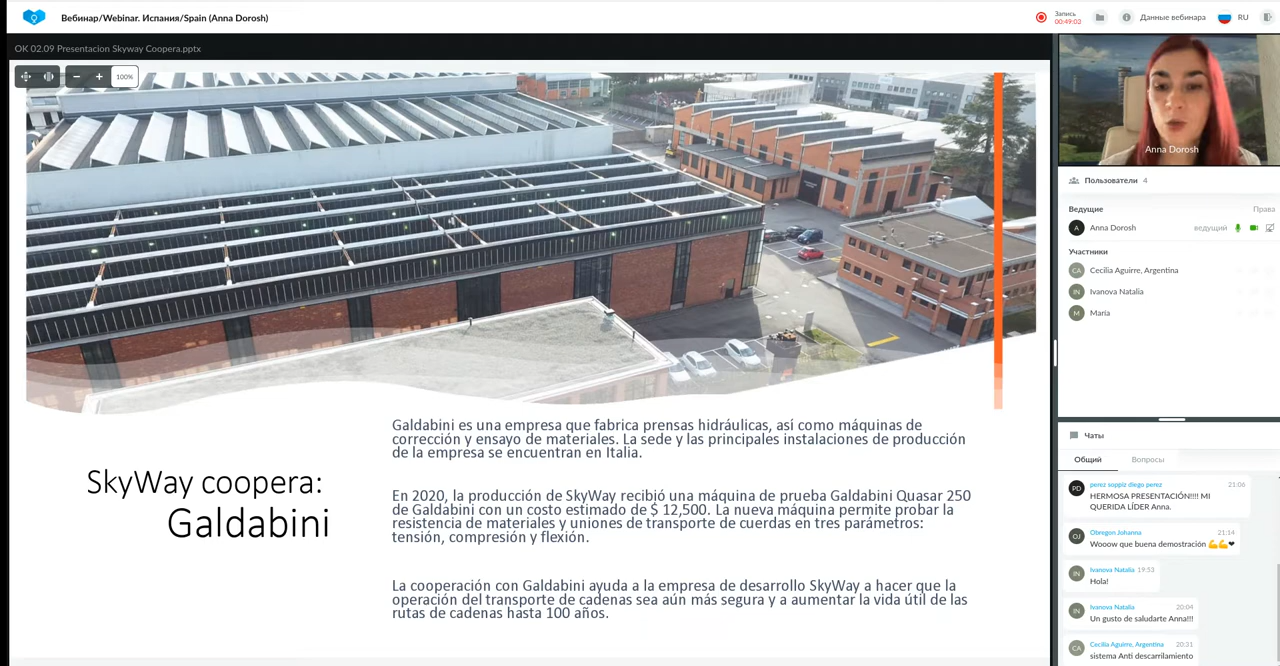 Вебинар/Webinar. Испания/Spain (Anna Dorosh)
Запись
00:49:02
Данные вебинара
RU
OK 02.09 Presentacion Skyway Coopera.pptx
100%
SkyWay coopera:
Galdabini
Galdabini es una empresa que fabrica prensas hidráulicas, así como máquinas de
corrección y ensayo de materiales. La sede y las principales instalaciones de producción
de la empresa se encuentran en Italia.
En 2020, la producción de SkyWay recibió una máquina de prueba Galdabini Quasar 250
de Galdabini con un costo estimado de $ 12,500. La nueva máquina permite probar la
resistencia de materiales y uniones de transporte de cuerdas en tres parámetros:
tensión, compresión y flexión.
La cooperación con Galdabini ayuda a la empresa de desarrollo SkyWay a hacer que la
operación del transporte de cadenas sea aún más segura y a aumentar la vida útil de las
rutas de cadenas hasta 100 años.
Anna Dorosh
Пользователи 4
Ведущие Права
A Anna Dorosh ведущий
Участники
CA Cecilia Aguirre, Argentina
IN Ivanova Natalia
M María
Чаты
Общий Вопросы
PD perez soppiz diego perez 21:06
HERMOSA PRESENTACIÓN!!!! MI
QUERIDA LÍDER Anna.
OJ Obregon Johanna 21:14
Wooow que buena demostración 💪💪❤
IN Ivanova Natalia 19:53
Hola!
IN Ivanova Natalia 20:04
Un gusto de saludarte Anna!!!
CA Cecilia Aguirre, Argentina 20:31
sistema Anti descarrilamiento